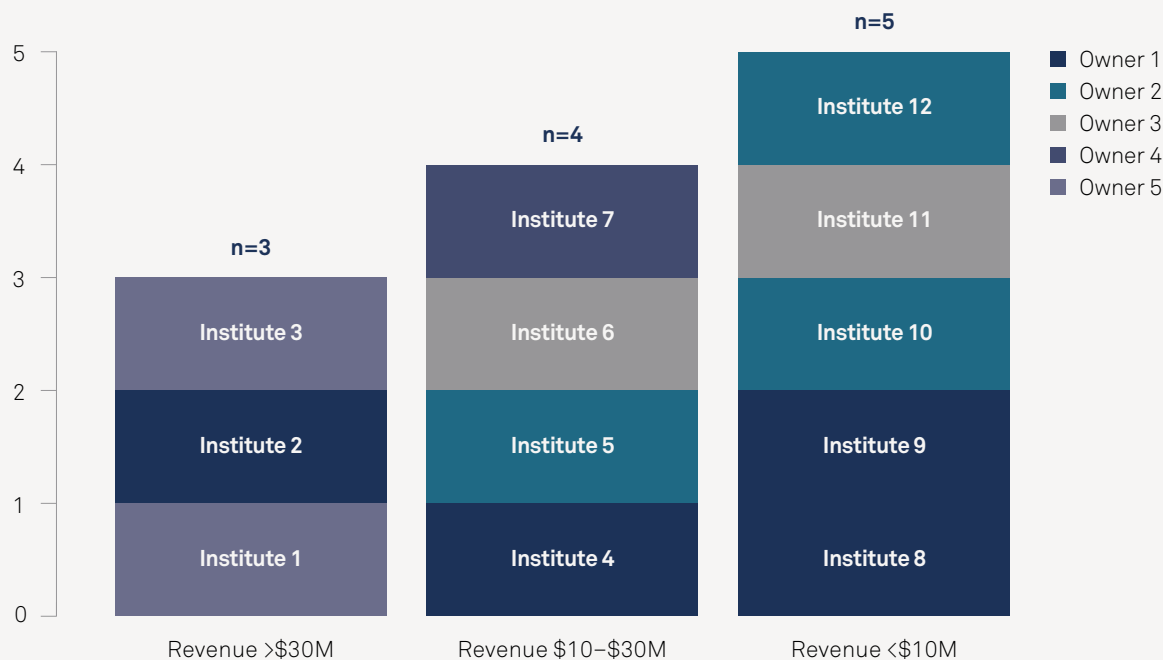 n=5
5
Owner 1
Institute 12
Owner 2
n=4
Owner 3
4
Owner 4
Owner 5
Institute 7
Institute 11
n=3
3
Institute 3
Institute 6
Institute 10
2
Institute 2
Institute 5
Institute 9
1
Institute 1
Institute 4
Institute 8
0
Revenue >$30M
Revenue $10–$30M
Revenue <$10M